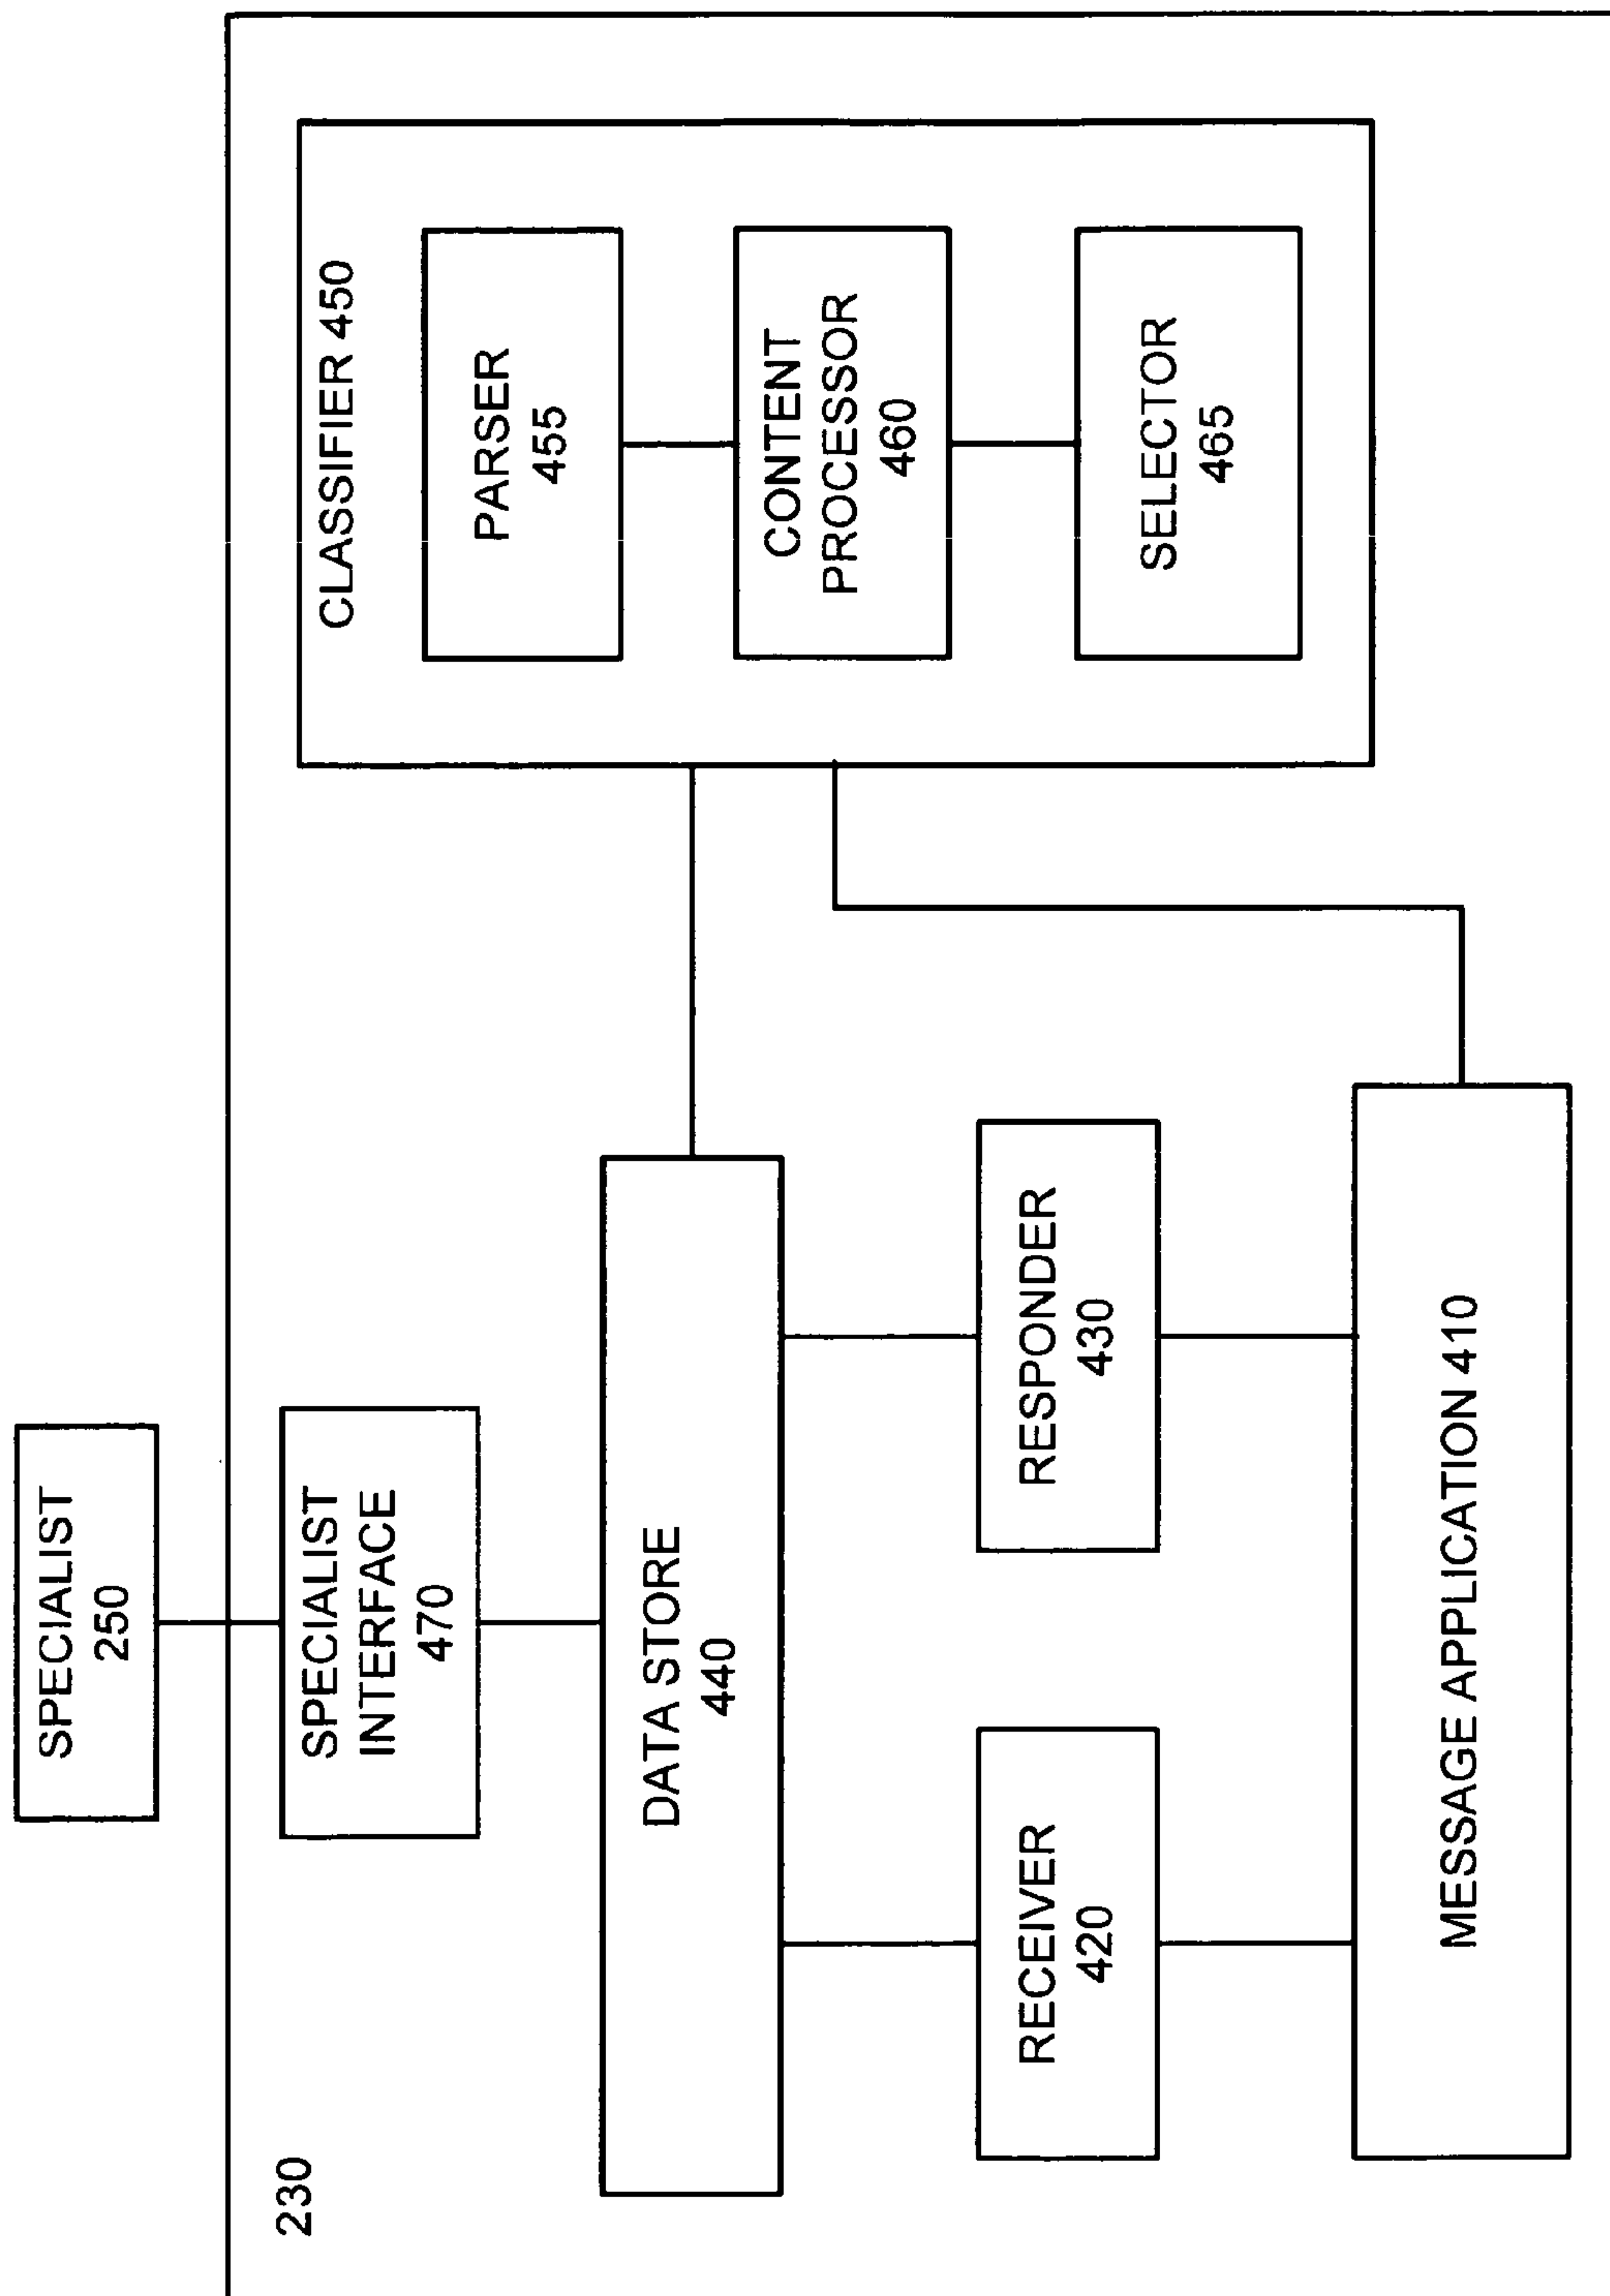 SPECIALIST
250
230
SPECIALIST
INTERFACE
470
DATA STORE
440
RECEIVER
420
RESPONDER
430
MESSAGE APPLICATION 410
CLASSIFIER 450
PARSER
455
CONTENT
PROCESSOR
460
SELECTOR
465